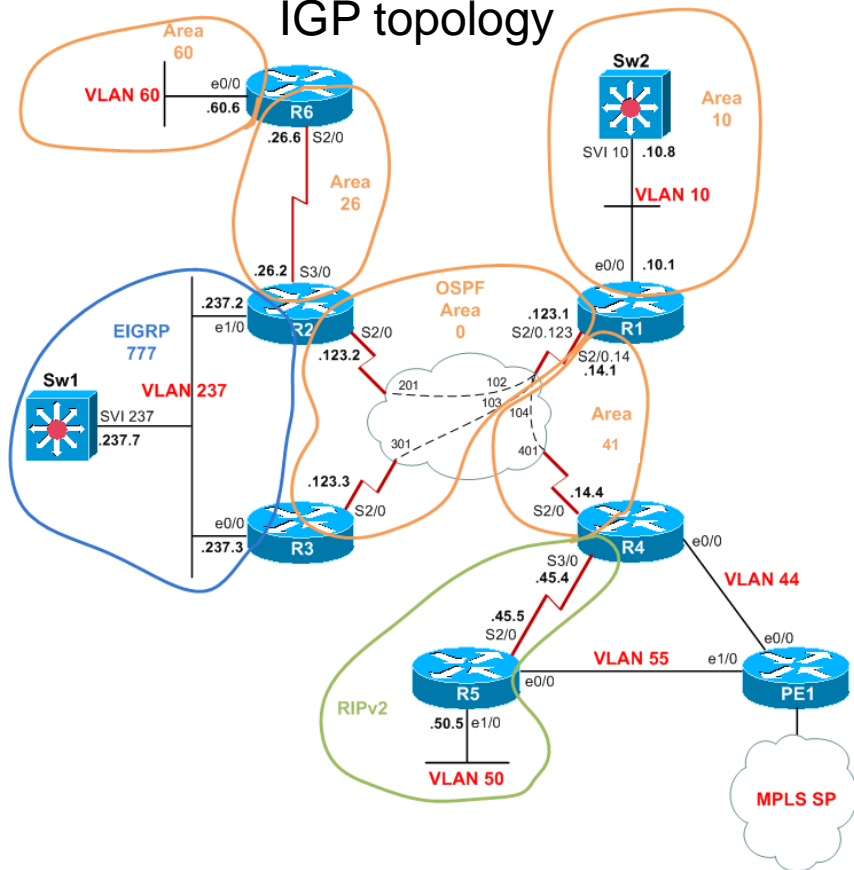 IGP topology
Area
60
VLAN 60
e0/0
.60.6
R6
.26.6
S2/0
Area
26
Sw2
SVI 10
.10.8
Area
10
VLAN 10
e0/0
.10.1
R1
.26.2
S3/0
R2
.237.2
e1/0
EIGRP
777
VLAN 237
Sw1
SVI 237
.237.7
e0/0
.237.3
R3
OSPF
Area
0
S2/0
.123.2
.123.1
S2/0.123
S2/0.14
.14.1
201
102
103
104
301
401
.123.3
S2/0
Area
41
.14.4
S2/0
R4
e0/0
S3/0
.45.4
VLAN 44
.45.5
S2/0
R5
e0/0
VLAN 55
e0/0
e1/0
PE1
RIPv2
.50.5
e1/0
VLAN 50
MPLS SP